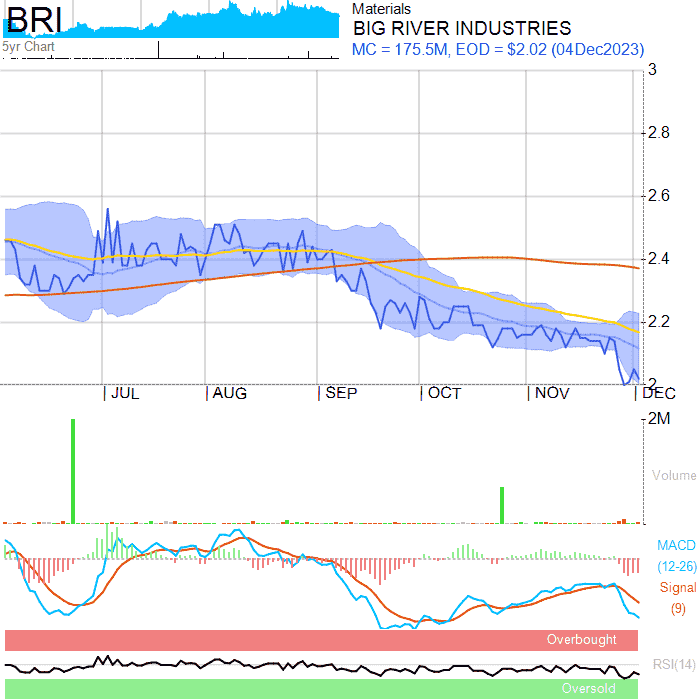 BRI
5yr Chart
Materials
BIG RIVER INDUSTRIES
MC = 175.5M, EOD = $2.02 (04Dec2023)
3
2.8
2.6
2.4
2.2
2
JUL AUG SEP OCT NOV DEC
2M
Volume
MACD
(12-26)
Signal
(9)
Overbought
RSI(14)
Oversold